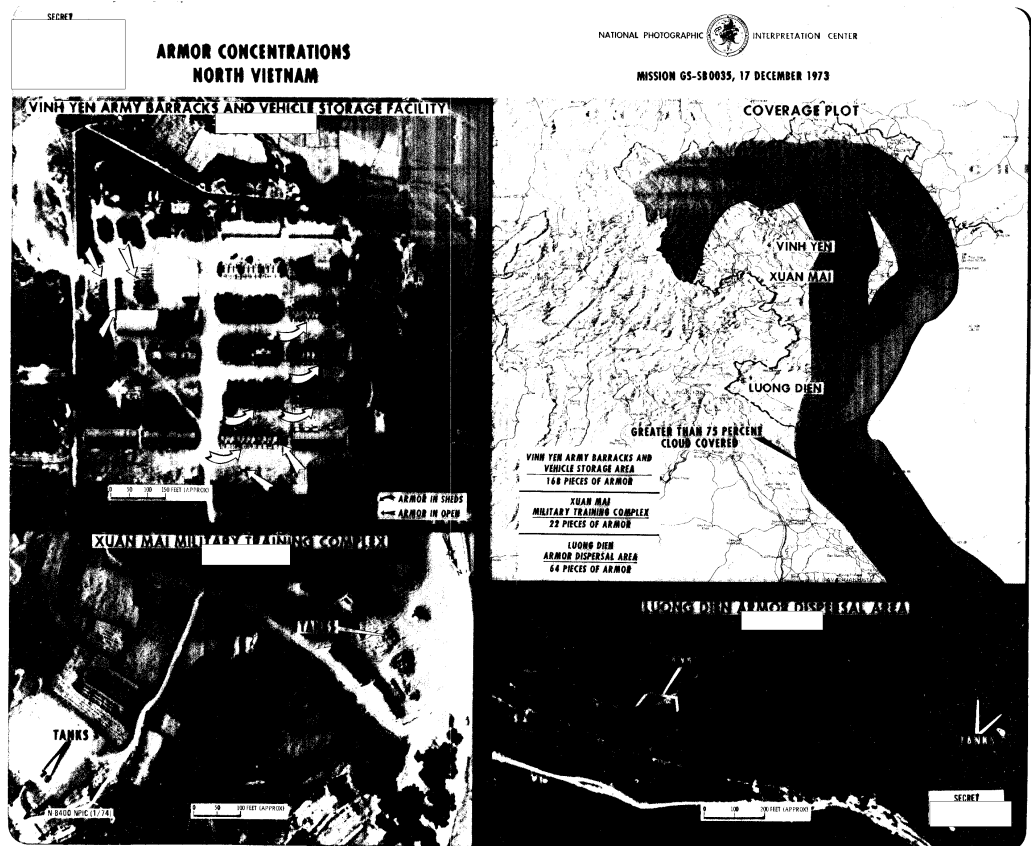 SECRET
ARMOR CONCENTRATIONS
NORTH VIETNAM
NATIONAL PHOTOGRAPHIC INTERPRETATION CENTER
MISSION GS-SB0035, 17 DECEMBER 1973
VINH YEN ARMY BARRACKS AND VEHICLE STORAGE FACILITY
0 50 100 150 FEET (APPROX)
ARMOR IN SHEDS
ARMOR IN OPEN
COVERAGE PLOT
VINH YEN
XUAN MAI
LUONG DIEN
GREATER THAN 75 PERCENT
CLOUD COVERED
VINH YEN ARMY BARRACKS AND
VEHICLE STORAGE AREA
168 PIECES OF ARMOR
XUAN MAI
MILITARY TRAINING COMPLEX
22 PIECES OF ARMOR
LUONG DIEN
ARMOR DISPERSAL AREA
64 PIECES OF ARMOR
XUAN MAI MILITARY TRAINING COMPLEX
TANKS
TANKS
N-8400 NPIC (1/74)
0 50 100 FEET (APPROX)
LUONG DIEN ARMOR DISPERSAL AREA
TANKS
0 100 200 FEET (APPROX)
SECRET